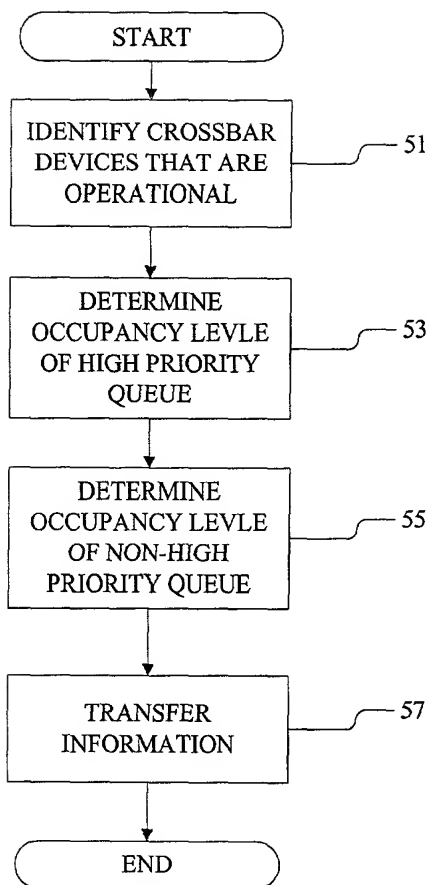 START
IDENTIFY CROSSBAR
DEVICES THAT ARE
OPERATIONAL
51
DETERMINE
OCCUPANCY LEVLE
OF HIGH PRIORITY
QUEUE
53
DETERMINE
OCCUPANCY LEVLE
OF NON-HIGH
PRIORITY QUEUE
55
TRANSFER
INFORMATION
57
END